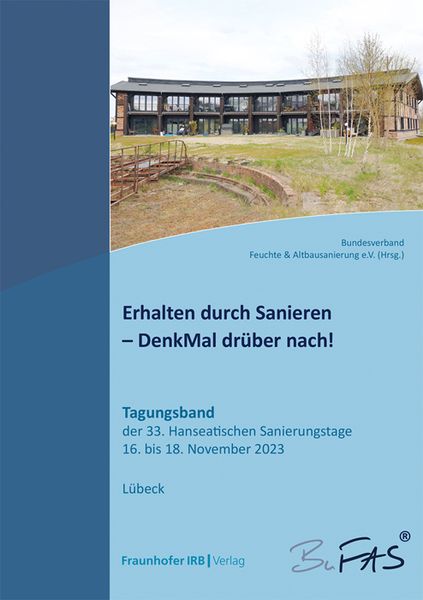 Bundesverband
Feuchte & Altbausanierung e.V. (Hrsg.)
Erhalten durch Sanieren
– DenkMal drüber nach!
Tagungsband
der 33. Hanseatischen Sanierungstage
16. bis 18. November 2023
Lübeck
Fraunhofer IRB | Verlag
BuFAS®